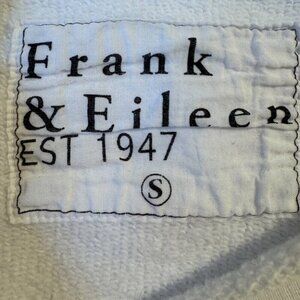 Frank
& Eileen
EST 1947
S